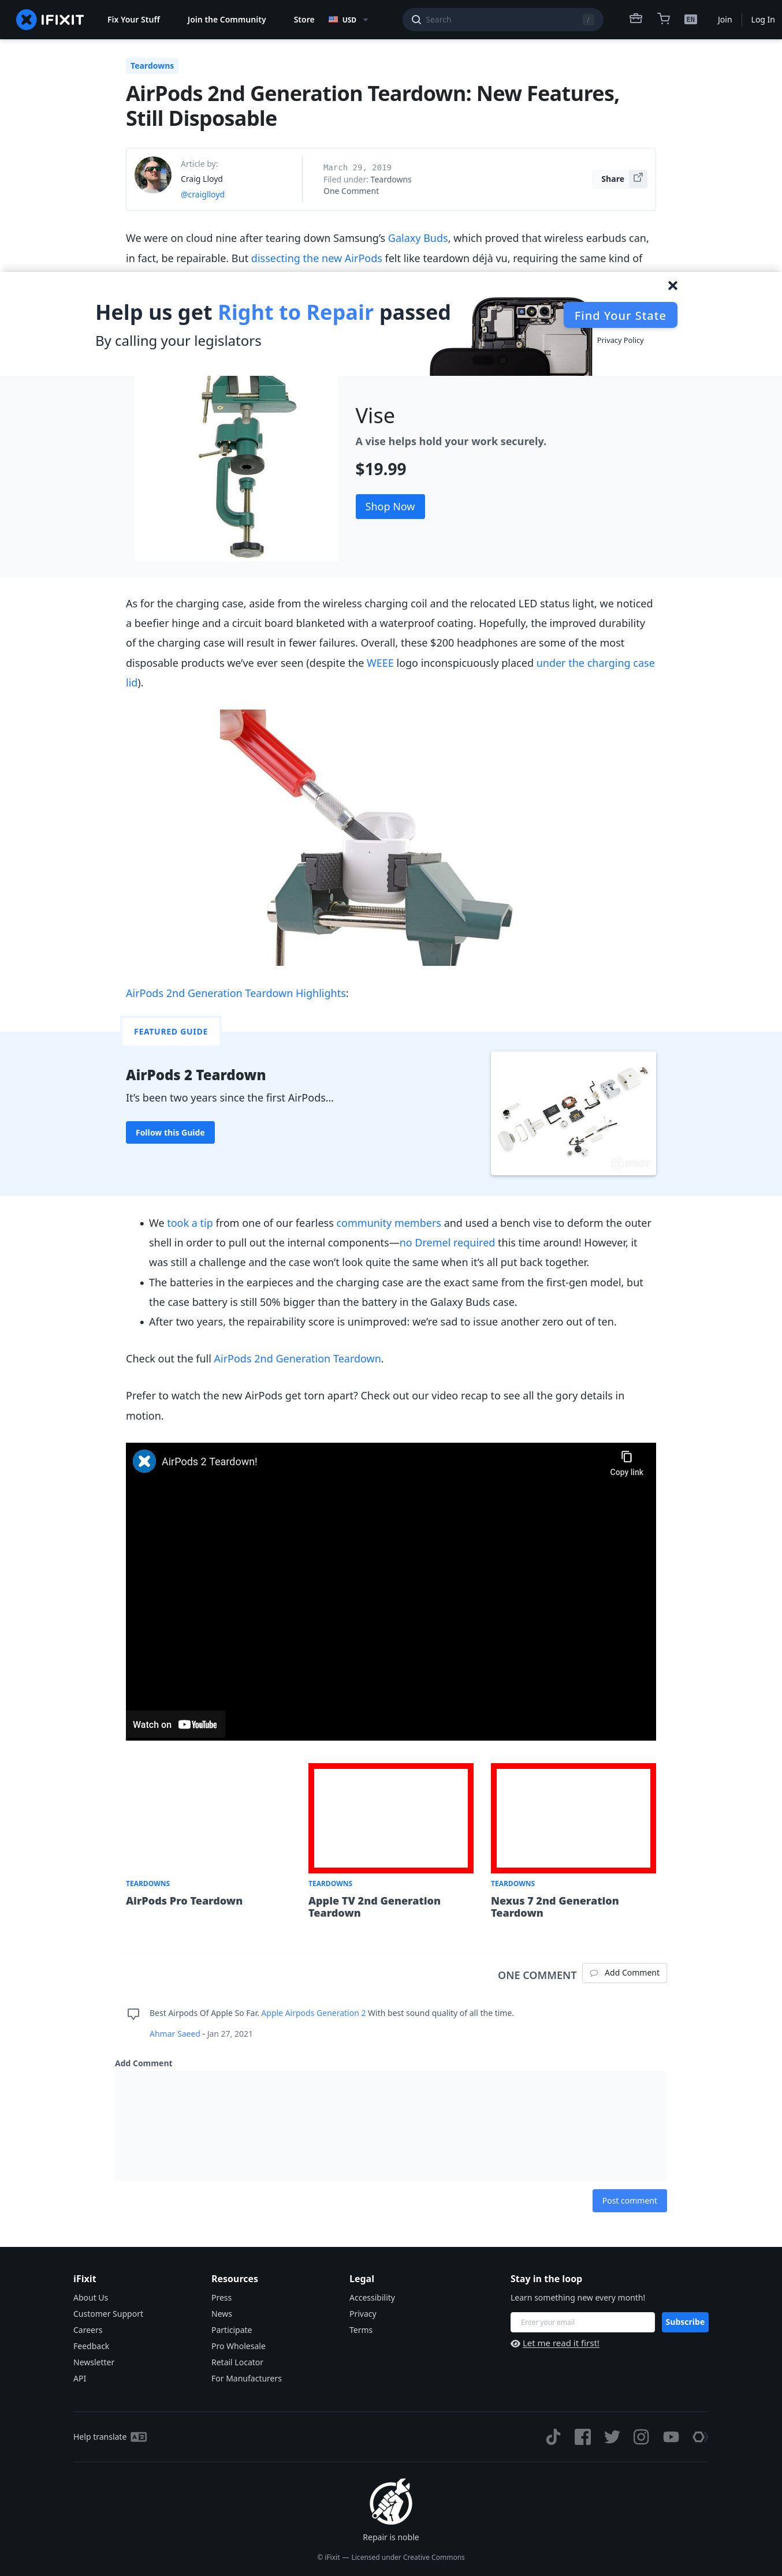 IFIXIT
Fix Your Stuff
Join the Community
Store
USD
Search
/
EN
Join
Log In
Teardowns
AirPods 2nd Generation Teardown: New Features,
Still Disposable
Article by:
Craig Lloyd
@craiglloyd
March 29, 2019
Filed under: Teardowns
One Comment
Share
We were on cloud nine after tearing down Samsung’s Galaxy Buds, which proved that wireless earbuds can,
in fact, be repairable. But dissecting the new AirPods felt like teardown déjà vu, requiring the same kind of
Help us get Right to Repair passed
By calling your legislators
Find Your State
Privacy Policy
Vise
A vise helps hold your work securely.
$19.99
Shop Now
As for the charging case, aside from the wireless charging coil and the relocated LED status light, we noticed
a beefier hinge and a circuit board blanketed with a waterproof coating. Hopefully, the improved durability
of the charging case will result in fewer failures. Overall, these $200 headphones are some of the most
disposable products we’ve ever seen (despite the WEEE logo inconspicuously placed under the charging case
lid).
AirPods 2nd Generation Teardown Highlights:
FEATURED GUIDE
AirPods 2 Teardown
It’s been two years since the first AirPods...
Follow this Guide
• We took a tip from one of our fearless community members and used a bench vise to deform the outer
shell in order to pull out the internal components—no Dremel required this time around! However, it
was still a challenge and the case won’t look quite the same when it’s all put back together.
• The batteries in the earpieces and the charging case are the exact same from the first-gen model, but
the case battery is still 50% bigger than the battery in the Galaxy Buds case.
• After two years, the repairability score is unimproved: we’re sad to issue another zero out of ten.
Check out the full AirPods 2nd Generation Teardown.
Prefer to watch the new AirPods get torn apart? Check out our video recap to see all the gory details in
motion.
AirPods 2 Teardown!
Copy link
Watch on YouTube
TEARDOWNS
AirPods Pro Teardown
TEARDOWNS
Apple TV 2nd Generation
Teardown
TEARDOWNS
Nexus 7 2nd Generation
Teardown
ONE COMMENT
Add Comment
Best Airpods Of Apple So Far. Apple Airpods Generation 2 With best sound quality of all the time.
Ahmar Saeed - Jan 27, 2021
Add Comment
Post comment
iFixit
About Us
Customer Support
Careers
Feedback
Newsletter
API
Resources
Press
News
Participate
Pro Wholesale
Retail Locator
For Manufacturers
Legal
Accessibility
Privacy
Terms
Stay in the loop
Learn something new every month!
Enter your email
Subscribe
Let me read it first!
Help translate
Repair is noble
© iFixit — Licensed under Creative Commons